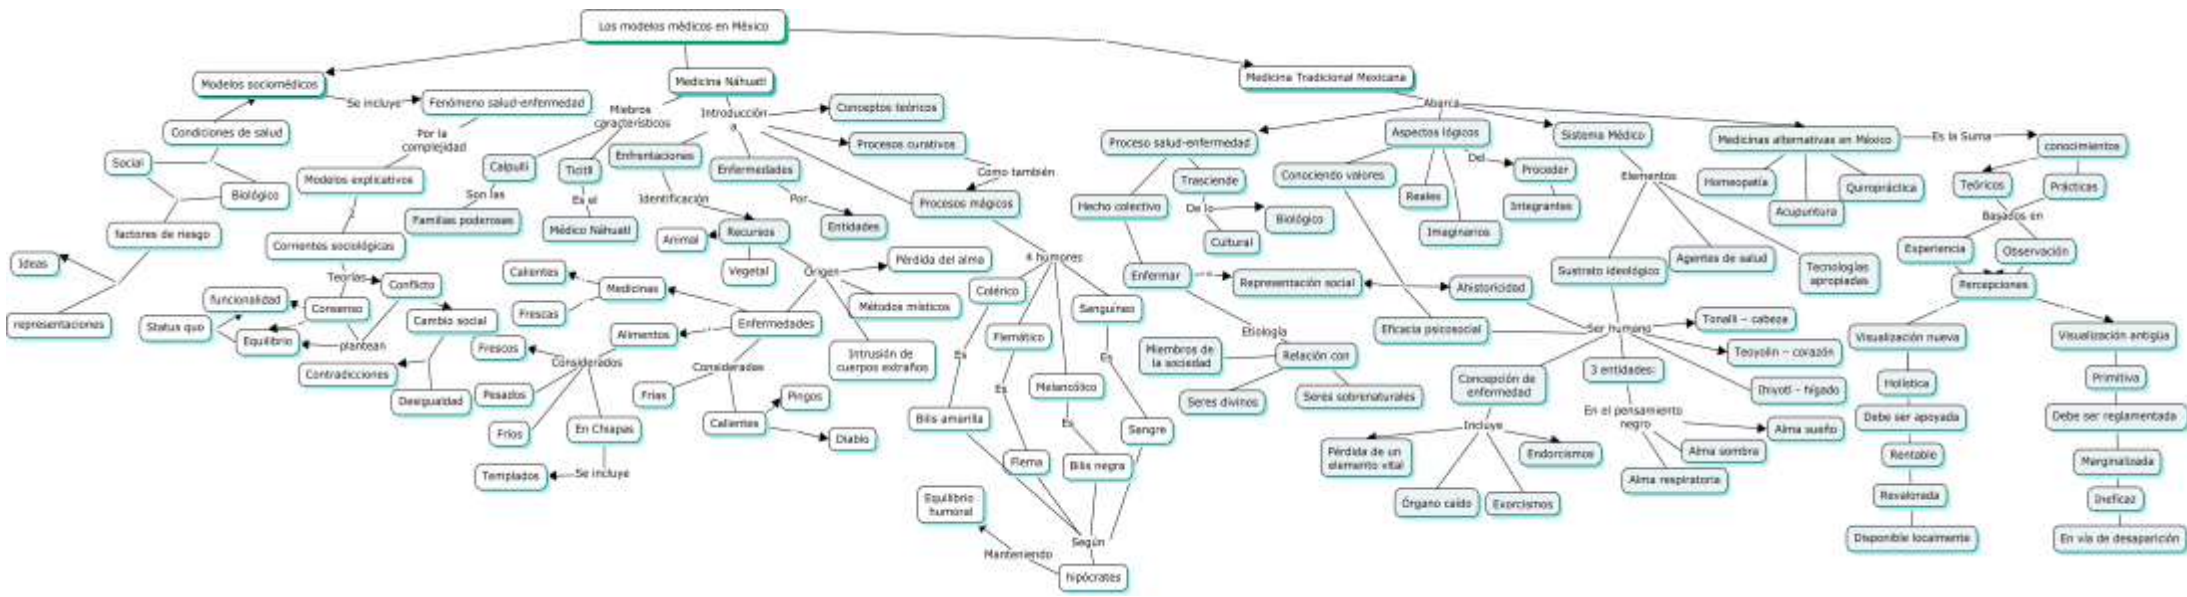 Los modelos médicos en México
Modelos sociomédicos
Medicina Náhuatl
Medicina Tradicional Mexicana
Se incluye
Fenómeno salud-enfermedad
Condiciones de salud
Social
Biológico
factores de riesgo
Ideas
representaciones
Por la
complejidad
Modelos explicativos
Corrientes sociológicas
Teorías
Conflicto
funcionalidad
Consenso
Status quo
Equilibrio
plantean
Cambio social
Contradicciones
Desigualdad
Miebros
característicos
Calpulli
Son las
Familias poderosas
Ticitl
Es el
Médico Náhuatl
Introducción
a
Conceptos teóricos
Procesos curativos
Como también
Procesos mágicos
Enfrentaciones
Identificación
Recursos
Animal
Vegetal
Enfermedades
Por
Entidades
Origen
Pérdida del alma
Métodos místicos
Intrusión de
cuerpos extraños
Enfermedades
Medicinas
Calientes
Frescas
Alimentos
Considerados
Frescos
Pesados
Fríos
En Chiapas
Se incluye
Templados
Consideradas
Frías
Calientes
Pingos
Diablo
4 humores
Colérico
Flemático
Melancólico
Sanguíneo
Es
Es
Es
Es
Bilis amarilla
Flema
Bilis negra
Sangre
Según
hipócrates
Manteniendo
Equilibrio
humoral
Abarca
Proceso salud-enfermedad
Trasciende
De lo
Biológico
Cultural
Hecho colectivo
Enfermar
Representación social
Ahistoricidad
Etiología
Relación con
Miembros de
la sociedad
Seres divinos
Seres sobrenaturales
Aspectos lógicos
Conociendo valores
Reales
Imaginarios
Del
Proceder
Integrantes
Eficacia psicosocial
Sistema Médico
Elementos
Sustrato ideológico
Agentes de salud
Tecnologías
apropiadas
Ser humano
Tonalli - cabeza
Teoyolin - corazón
Ihiyotl - hígado
Concepción de
enfermedad
Incluye
Pérdida de un
elemento vital
Órgano caído
Exorcismos
Endorcismos
3 entidades:
En el pensamiento
negro
Alma sueño
Alma sombra
Alma respiratoria
Medicinas alternativas en México
Homeopatía
Acupuntura
Quiropráctica
Es la Suma
conocimientos
Teóricos
Prácticas
Basados en
Experiencia
Observación
Percepciones
Visualización nueva
Holística
Debe ser apoyada
Rentable
Revalorada
Disponible localmente
Visualización antigüa
Primitiva
Debe ser reglamentada
Marginalizada
Ineficaz
En vía de desaparición